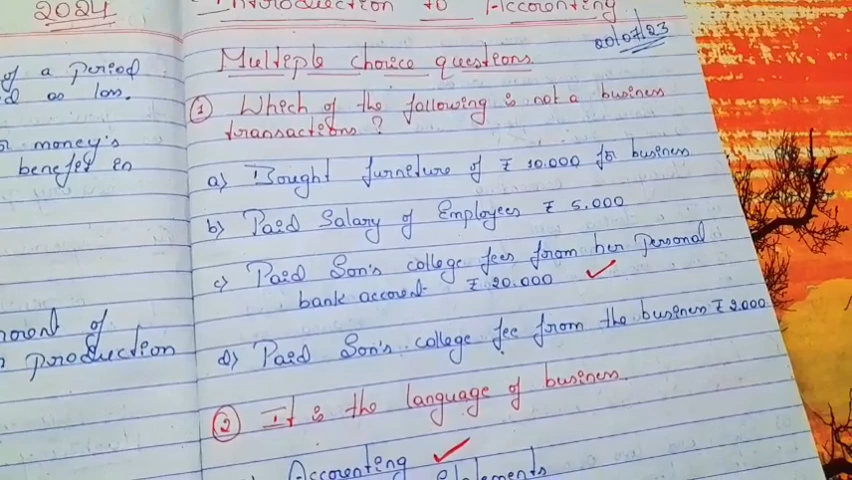 2024
Introduction to Accounting
20/07/23
of a period
as loss.
money's
benefit in
of
production
Multiple choice questions.
① Which of the following is not a business
transactions ?
a) Bought furniture of ₹ 10.000 for business
b) Paid Salary of Employees ₹ 5.000
c) Paid Son's college fees from her Personal
bank account ₹ 20.000 ✓
d) Paid Son's college fee from the business ₹ 2.000
② It is the language of business.
Accounting ✓